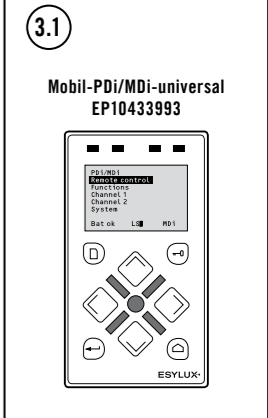 3.1
Mobil-PDi/MDi-universal
EP10433993
PDi/MDi
Remote control
Functions
Channel 1
Channel 2
System
Bat ok LS MDi
ESYLUX